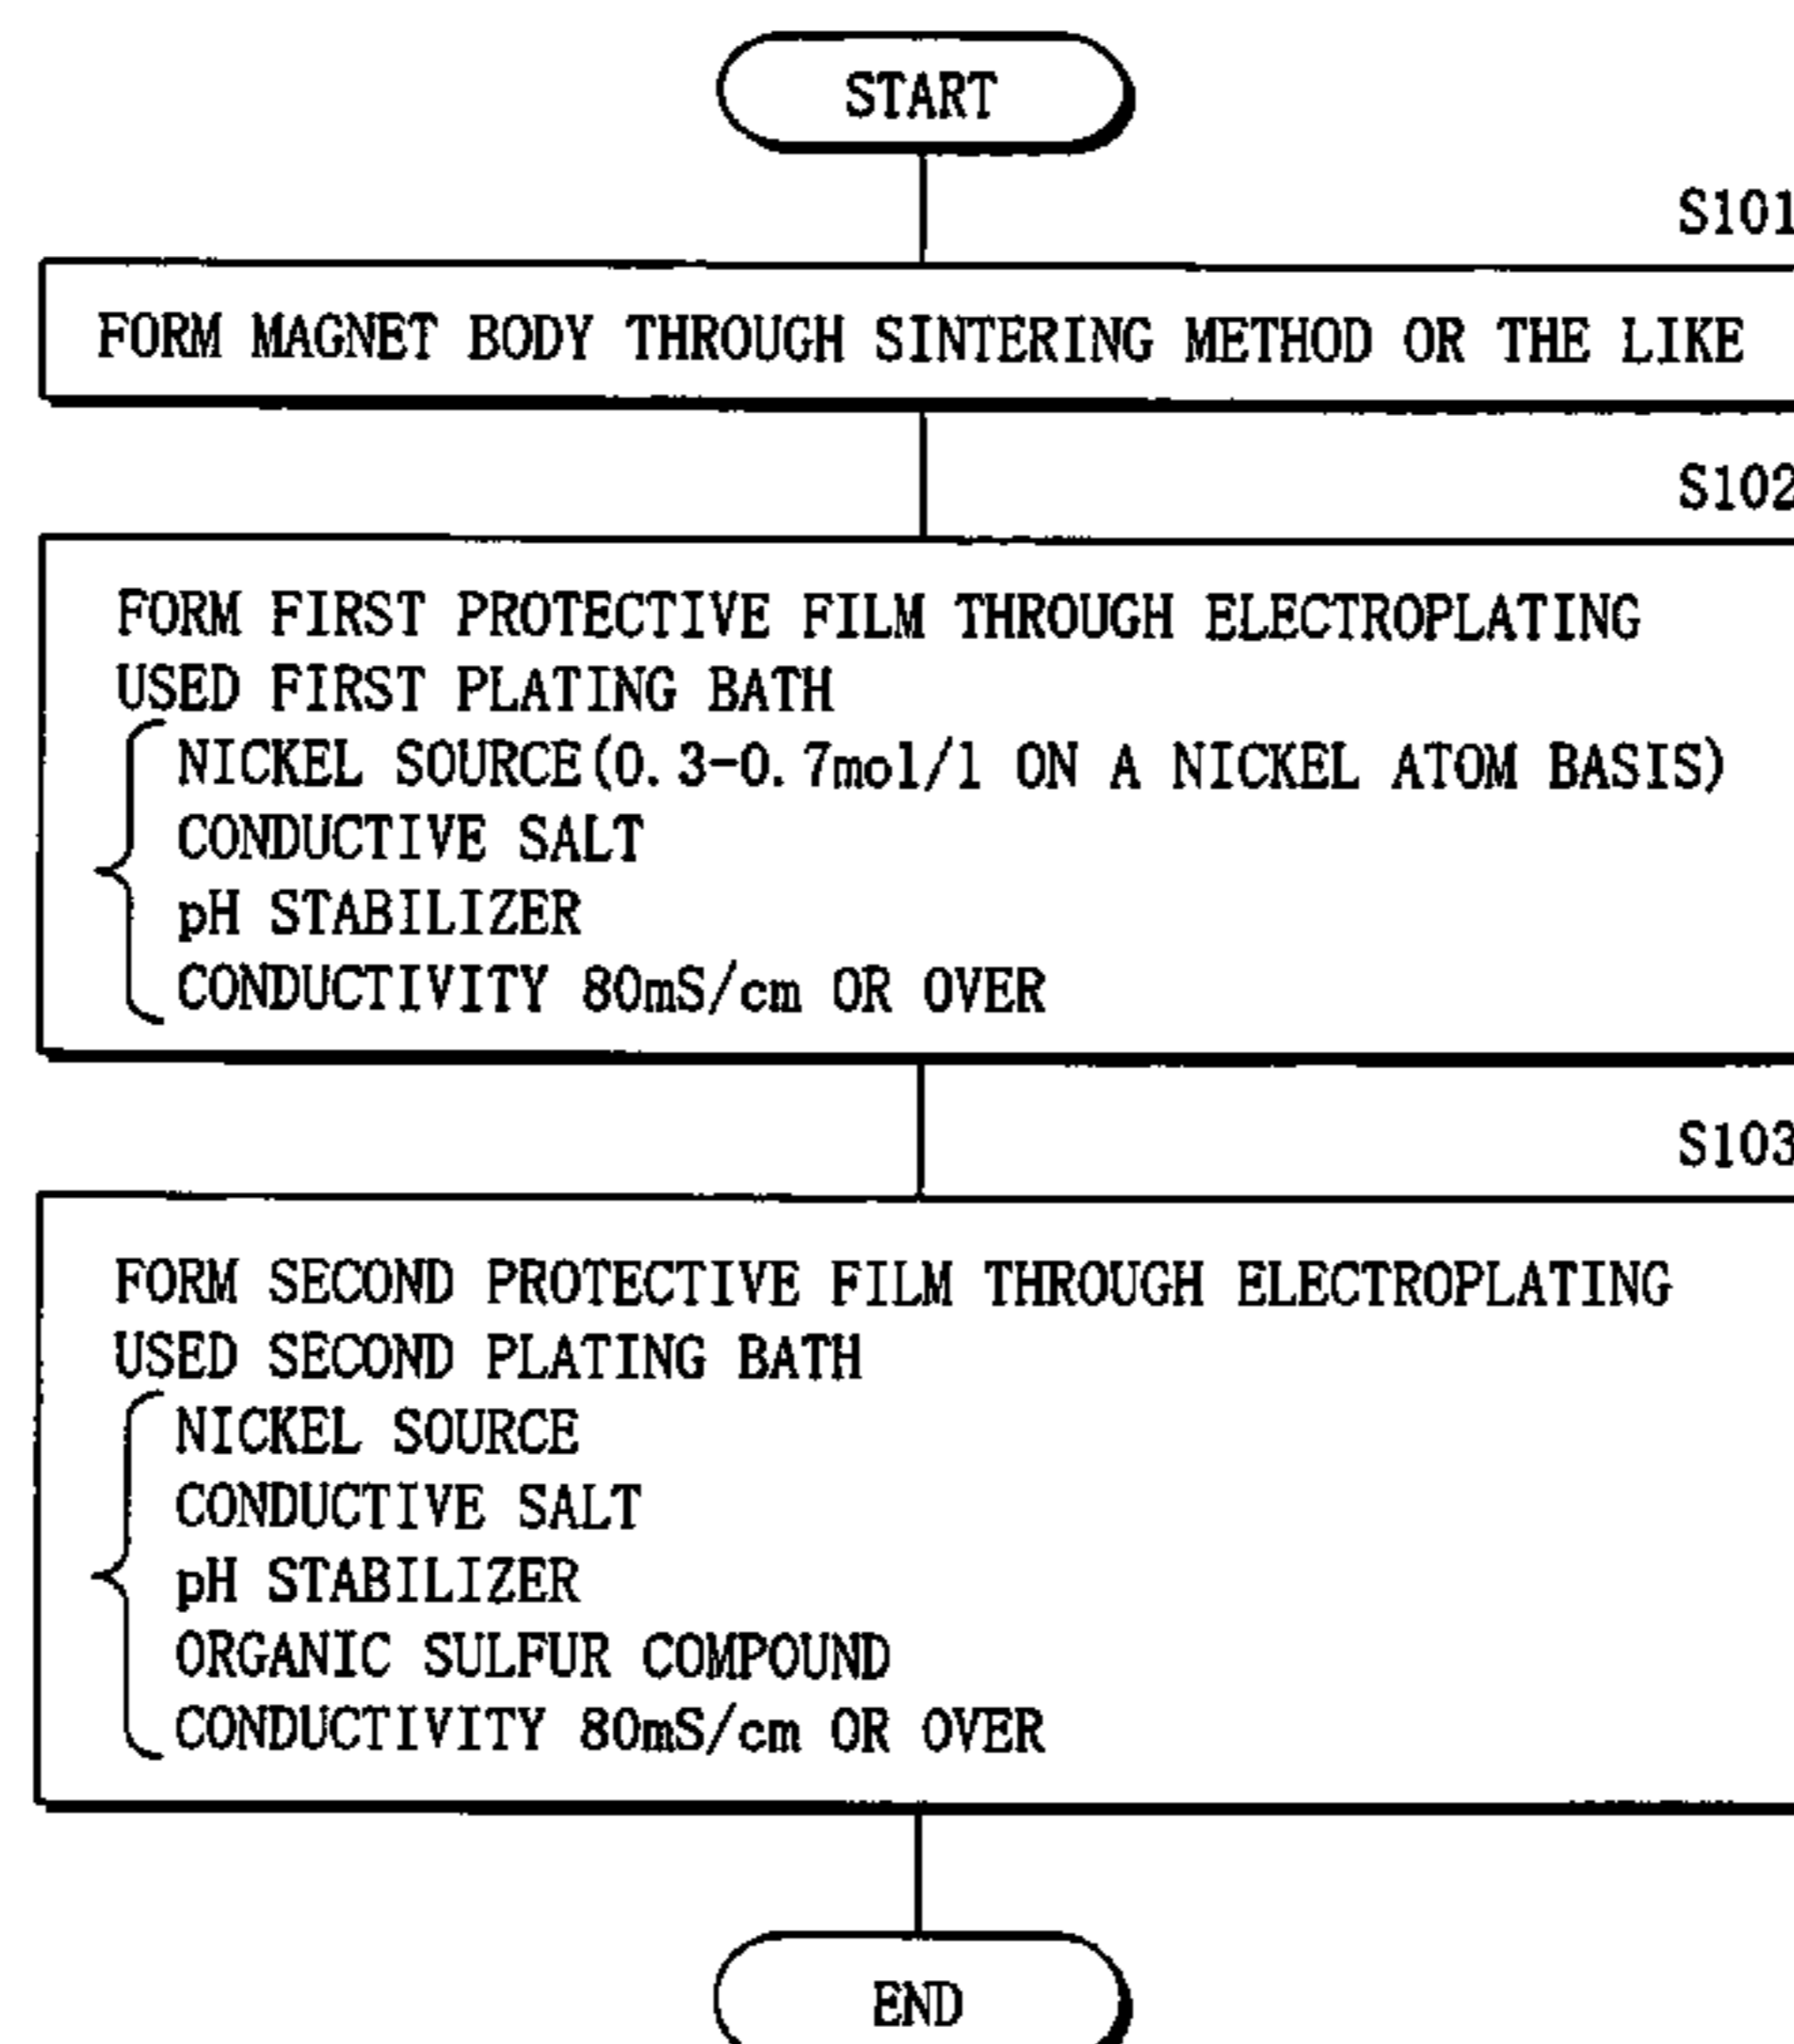 START
S101
FORM MAGNET BODY THROUGH SINTERING METHOD OR THE LIKE
S102
FORM FIRST PROTECTIVE FILM THROUGH ELECTROPLATING
USED FIRST PLATING BATH
NICKEL SOURCE(0.3-0.7mol/l ON A NICKEL ATOM BASIS)
CONDUCTIVE SALT
pH STABILIZER
CONDUCTIVITY 80mS/cm OR OVER
S103
FORM SECOND PROTECTIVE FILM THROUGH ELECTROPLATING
USED SECOND PLATING BATH
NICKEL SOURCE
CONDUCTIVE SALT
pH STABILIZER
ORGANIC SULFUR COMPOUND
CONDUCTIVITY 80mS/cm OR OVER
END